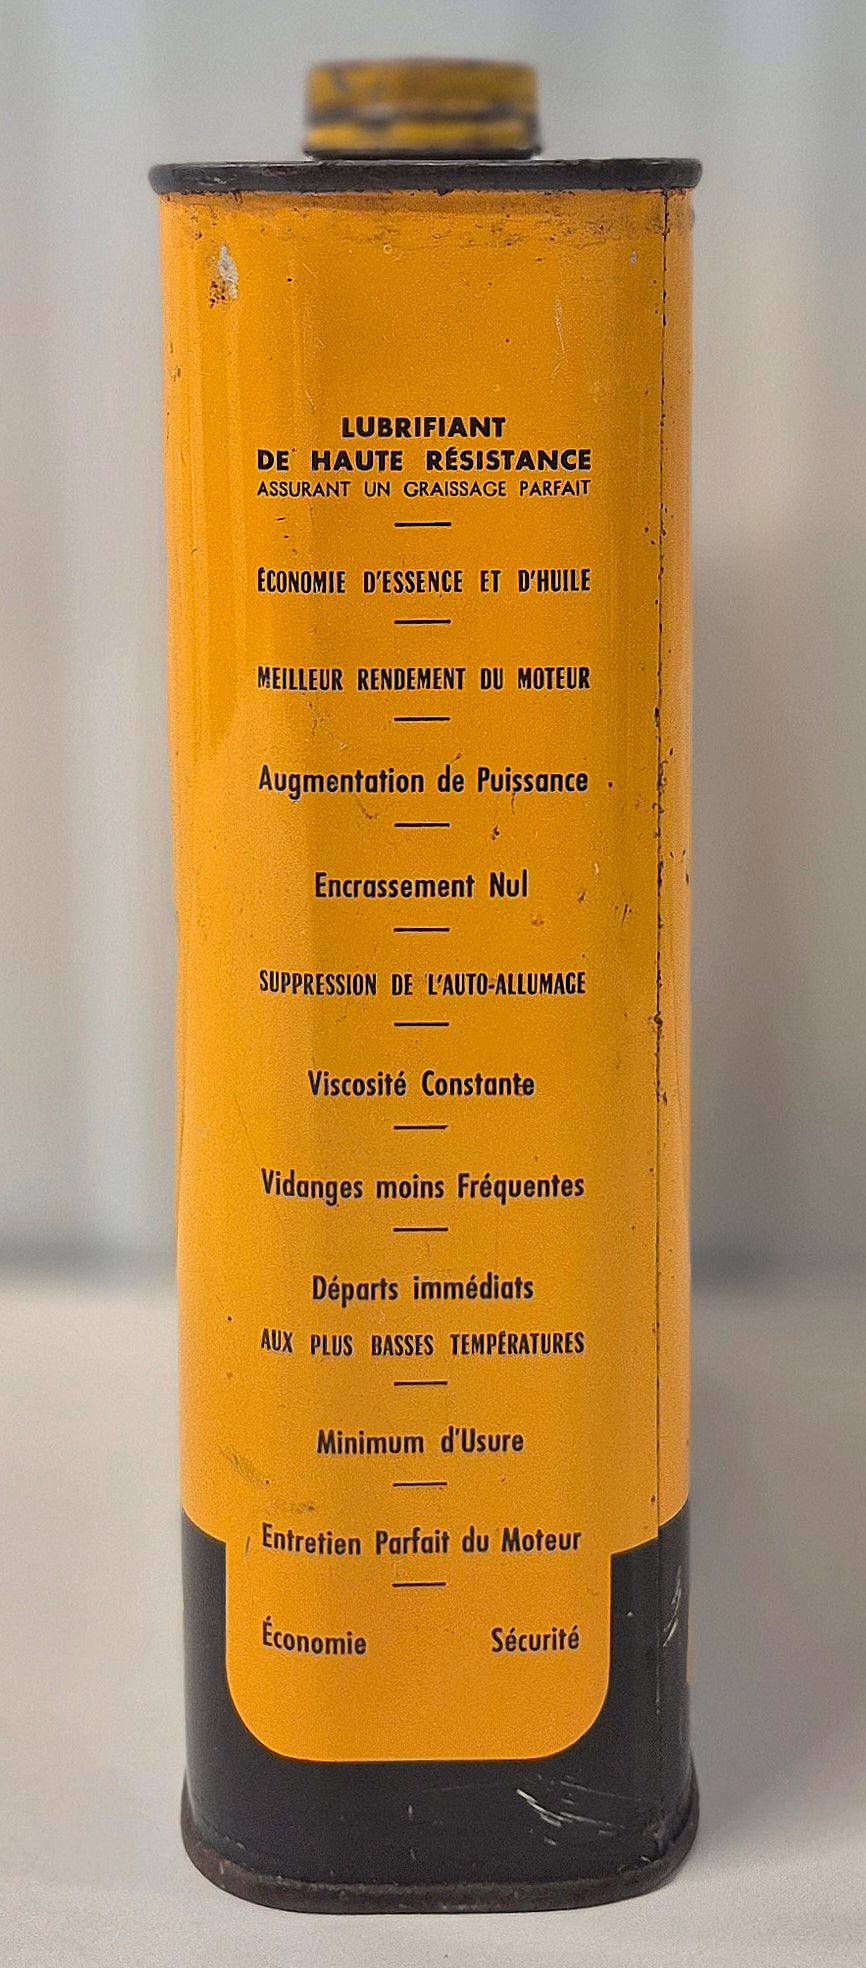 LUBRIFIANT
DE HAUTE RÉSISTANCE
ASSURANT UN GRAISSAGE PARFAIT
ÉCONOMIE D'ESSENCE ET D'HUILE
MEILLEUR RENDEMENT DU MOTEUR
Augmentation de Puissance
Encrassement Nul
SUPPRESSION DE L'AUTO-ALLUMAGE
Viscosité Constante
Vidanges moins Fréquentes
Départs immédiats
AUX PLUS BASSES TEMPÉRATURES
Minimum d'Usure
Entretien Parfait du Moteur
Économie Sécurité